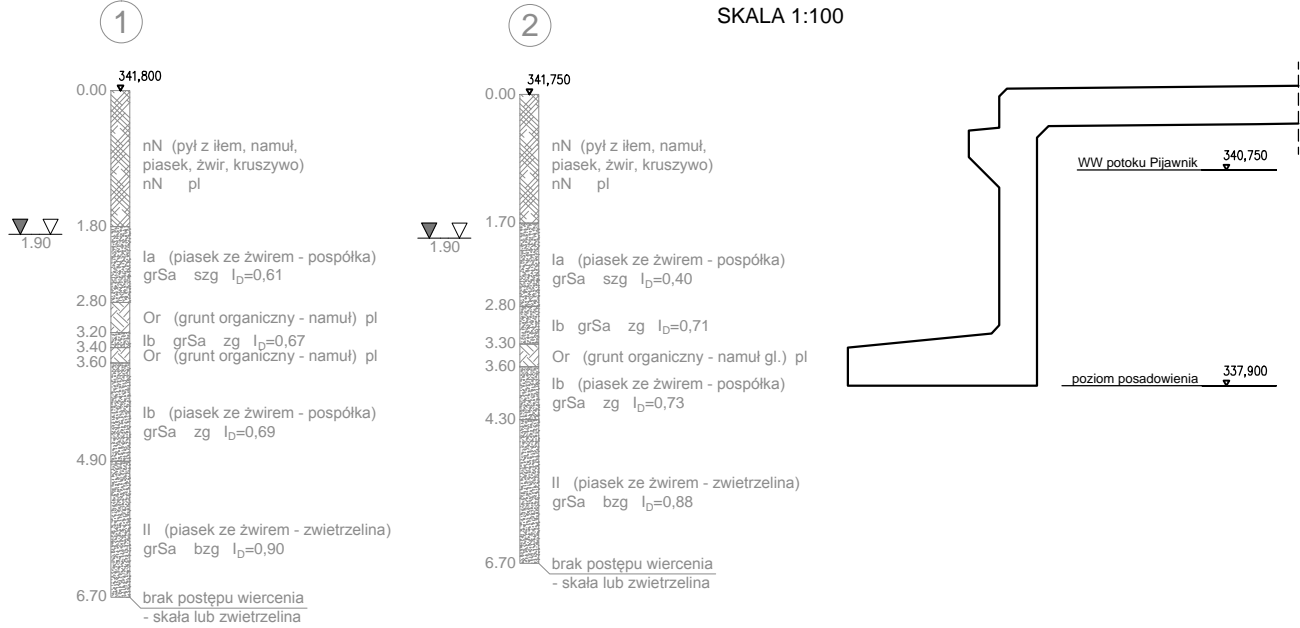 SKALA 1:100
1
341,800
0.00
nN (pył z iłem, namuł,
piasek, żwir, kruszywo)
nN pl
1.80
1.90
Ia (piasek ze żwirem - pospółka)
grSa szg I_D=0,61
2.80
Or (grunt organiczny - namuł) pl
3.20
Ib grSa zg I_D=0,67
3.40
Or (grunt organiczny - namuł) pl
3.60
Ib (piasek ze żwirem - pospółka)
grSa zg I_D=0,69
4.90
II (piasek ze żwirem - zwietrzelina)
grSa bzg I_D=0,90
6.70
brak postępu wiercenia
- skała lub zwietrzelina
2
341,750
0.00
nN (pył z iłem, namuł,
piasek, żwir, kruszywo)
nN pl
1.70
1.90
Ia (piasek ze żwirem - pospółka)
grSa szg I_D=0,40
2.80
Ib grSa zg I_D=0,71
3.30
Or (grunt organiczny - namuł gl.) pl
3.60
Ib (piasek ze żwirem - pospółka)
grSa zg I_D=0,73
4.30
II (piasek ze żwirem - zwietrzelina)
grSa bzg I_D=0,88
6.70
brak postępu wiercenia
- skała lub zwietrzelina
WW potoku Pijawnik 340,750
poziom posadowienia 337,900